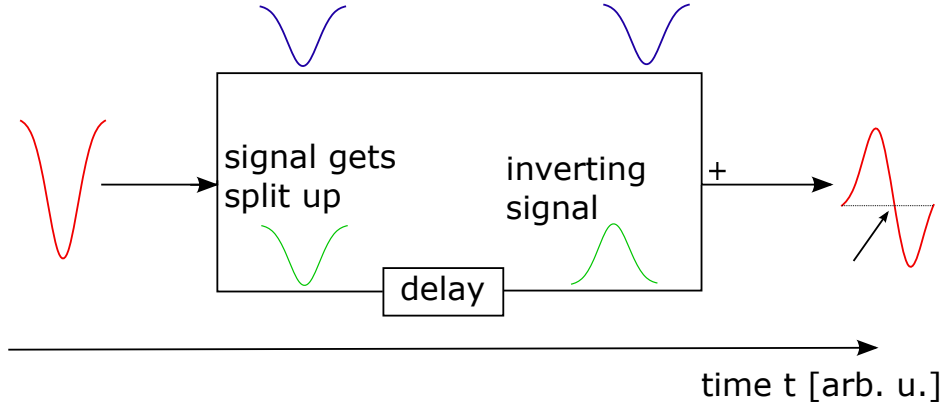 signal gets
split up
inverting
signal
+
delay
time t [arb. u.]